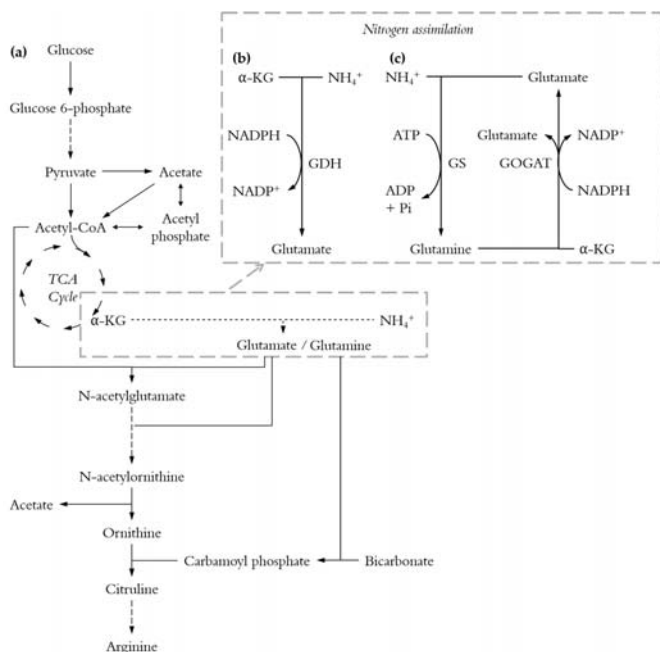 Nitrogen assimilation
(a)
Glucose
Glucose 6-phosphate
Pyruvate
Acetate
Acetyl-CoA
Acetyl
phosphate
TCA
Cycle
(b)
α-KG
NH₄⁺
NADPH
GDH
NADP⁺
Glutamate
(c)
NH₄⁺
Glutamate
ATP
Glutamate
NADP⁺
GS
GOGAT
ADP
+ Pi
NADPH
Glutamine
α-KG
α-KG
NH₄⁺
Glutamate / Glutamine
N-acetylglutamate
N-acetylornithine
Acetate
Ornithine
Carbamoyl phosphate
Bicarbonate
Citruline
Arginine